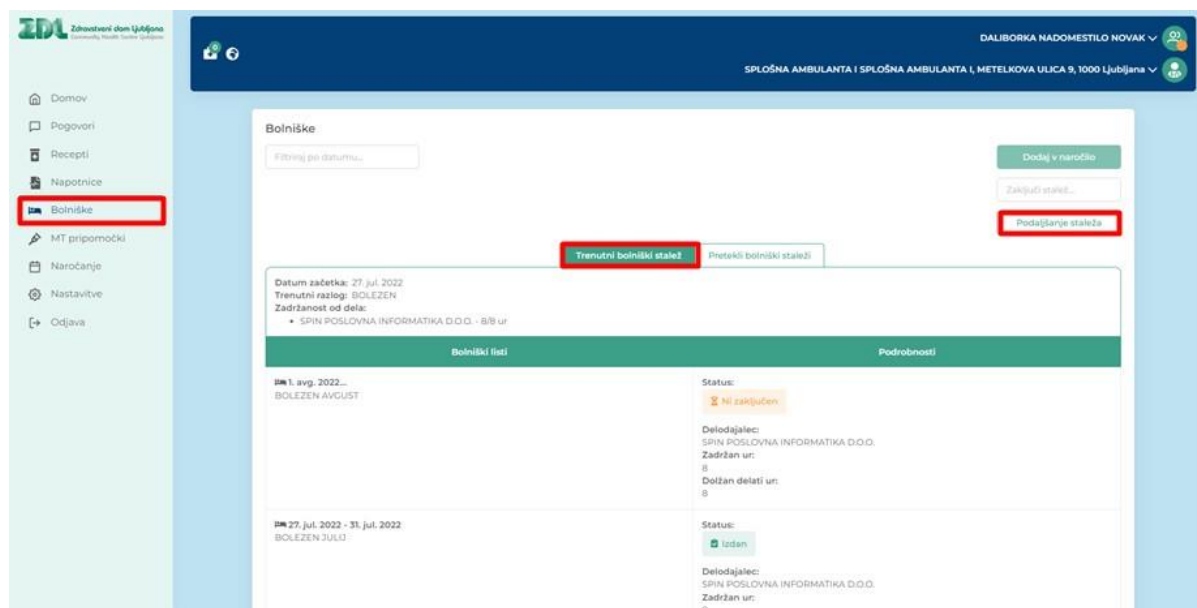 ZDL Zdravstveni dom Ljubljana
Community Health Centre Ljubljana
DALIBORKA NADOMESTILO NOVAK
SPLOŠNA AMBULANTA I SPLOŠNA AMBULANTA I, METELKOVA ULICA 9, 1000 Ljubljana
Domov
Pogovori
Recepti
Napotnice
Bolniške
MT pripomočki
Naročanje
Nastavitve
Odjava
Bolniške
Filtriraj po datumu...
Dodaj v naročilo
Zaključi stalež...
Podaljšanje staleža
Trenutni bolniški stalež
Pretekli bolniški staleži
Datum začetka: 27. jul. 2022
Trenutni razlog: BOLEZEN
Zadržanost od dela:
• SPIN POSLOVNA INFORMATIKA D.O.O. - 8/8 ur
Bolniški listi
Podrobnosti
1. avg. 2022...
BOLEZEN AVGUST
Status:
Ni zaključen
Delodajalec:
SPIN POSLOVNA INFORMATIKA D.O.O.
Zadržan ur:
8
Dolžan delati ur:
8
27. jul. 2022 - 31. jul. 2022
BOLEZEN JULIJ
Status:
Izdan
Delodajalec:
SPIN POSLOVNA INFORMATIKA D.O.O.
Zadržan ur: